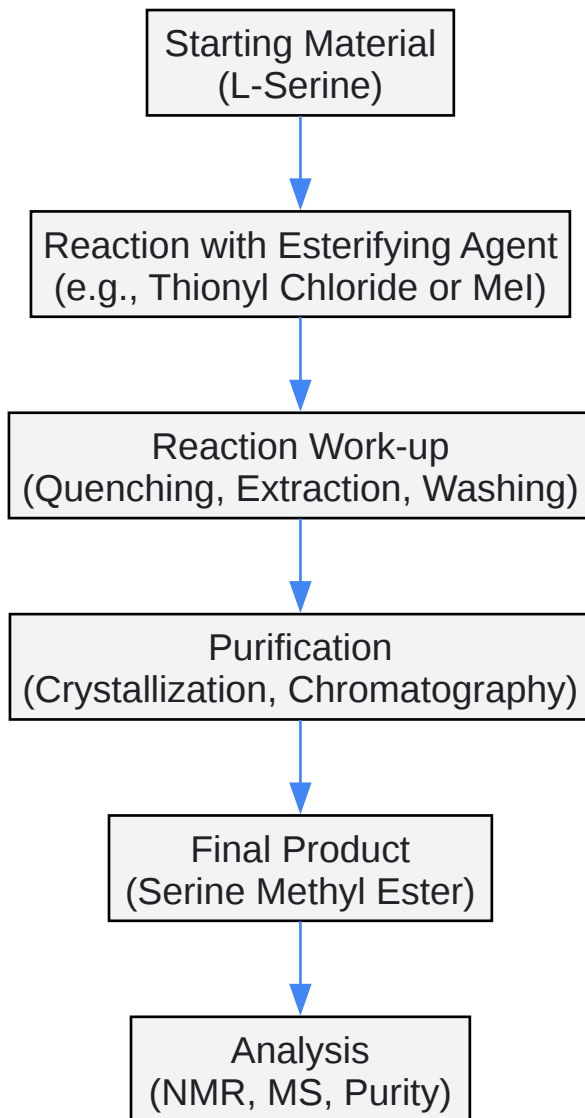 Starting Material
(L-Serine)
Reaction with Esterifying Agent
(e.g., Thionyl Chloride or MeI)
Reaction Work-up
(Quenching, Extraction, Washing)
Purification
(Crystallization, Chromatography)
Final Product
(Serine Methyl Ester)
Analysis
(NMR, MS, Purity)